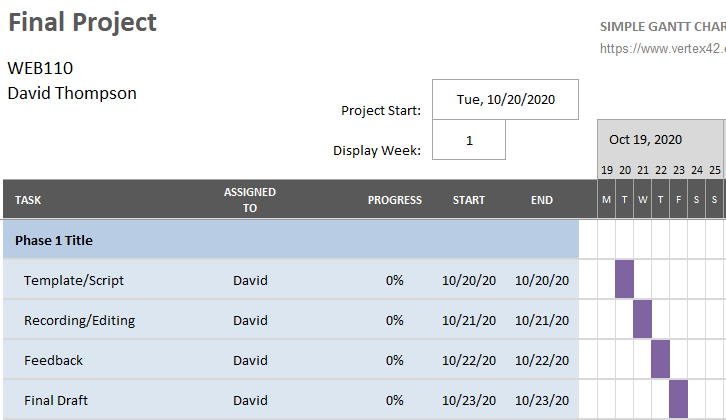 Final Project
SIMPLE GANTT CHAR
https://www.vertex42.
WEB110
David Thompson
Project Start:
Tue, 10/20/2020
Display Week:
1
Oct 19, 2020
19 20 21 22 23 24 25
TASK ASSIGNED TO PROGRESS START END M T W T F S S
Phase 1 Title
Template/Script David 0% 10/20/20 10/20/20
Recording/Editing David 0% 10/21/20 10/21/20
Feedback David 0% 10/22/20 10/22/20
Final Draft David 0% 10/23/20 10/23/20